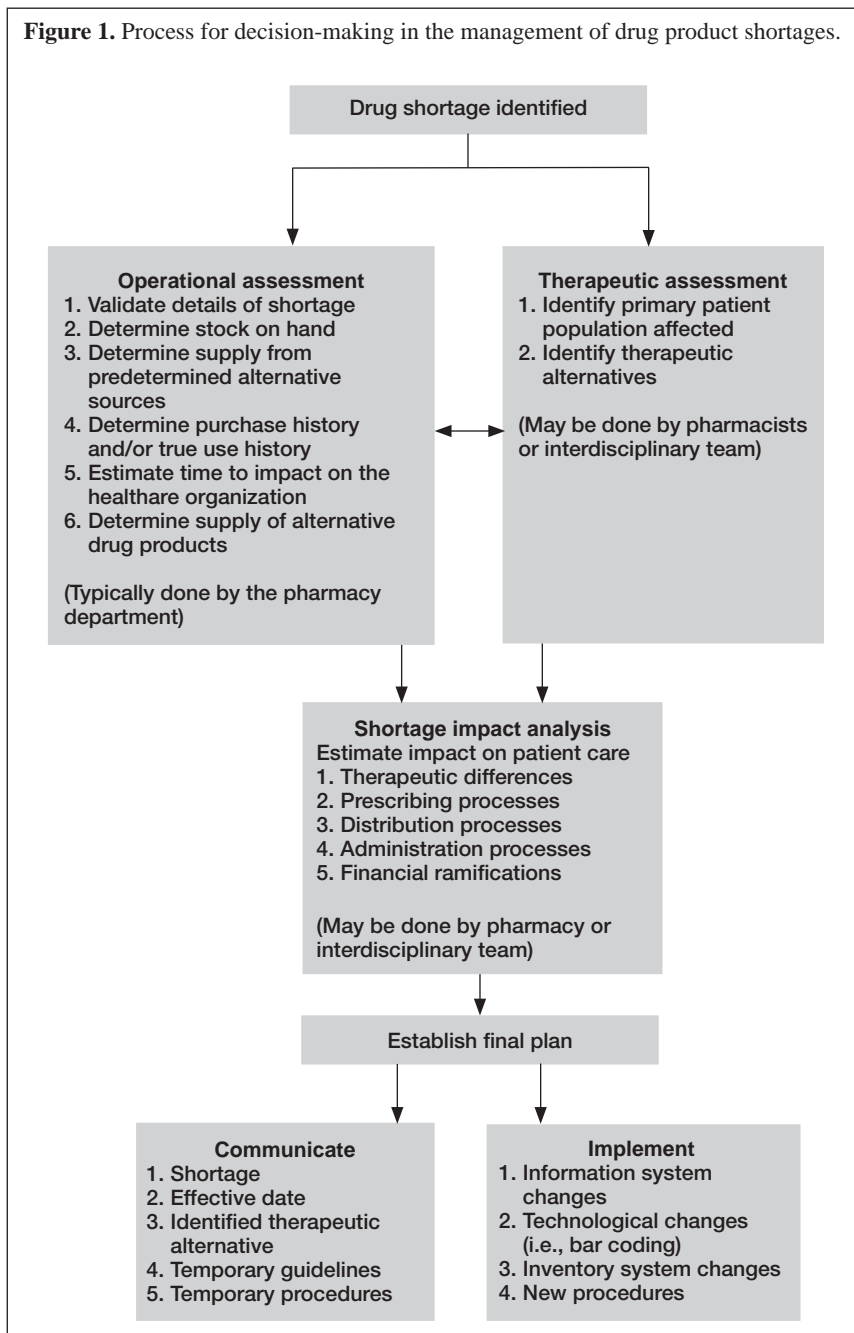 Figure 1. Process for decision-making in the management of drug product shortages.
Drug shortage identified
Operational assessment
1. Validate details of shortage
2. Determine stock on hand
3. Determine supply from
predetermined alternative
sources
4. Determine purchase history
and/or true use history
5. Estimate time to impact on the
healthare organization
6. Determine supply of alternative
drug products
(Typically done by the pharmacy
department)
Therapeutic assessment
1. Identify primary patient
population affected
2. Identify therapeutic
alternatives
(May be done by pharmacists
or interdisciplinary team)
Shortage impact analysis
Estimate impact on patient care
1. Therapeutic differences
2. Prescribing processes
3. Distribution processes
4. Administration processes
5. Financial ramifications
(May be done by pharmacy or
interdisciplinary team)
Establish final plan
Communicate
1. Shortage
2. Effective date
3. Identified therapeutic
alternative
4. Temporary guidelines
5. Temporary procedures
Implement
1. Information system
changes
2. Technological changes
(i.e., bar coding)
3. Inventory system changes
4. New procedures